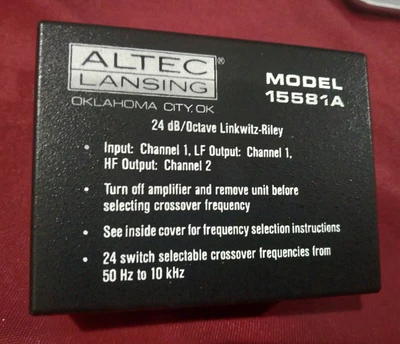 ALTEC
LANSING®
OKLAHOMA CITY, OK
MODEL
15581A
24 dB/Octave Linkwitz-Riley
• Input: Channel 1, LF Output: Channel 1,
HF Output: Channel 2
• Turn off amplifier and remove unit before
selecting crossover frequency
• See inside cover for frequency selection instructions
• 24 switch selectable crossover frequencies from
50 Hz to 10 kHz